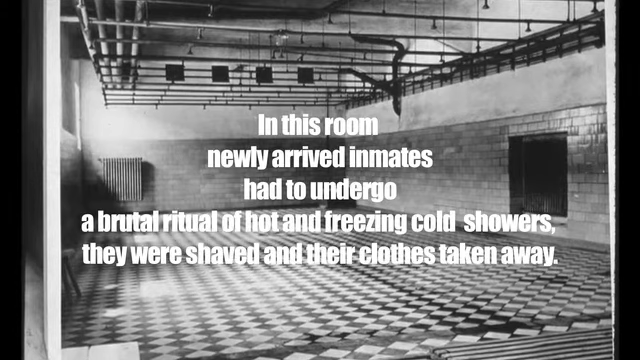 In this room
newly arrived inmates
had to undergo
a brutal ritual of hot and freezing cold showers,
they were shaved and their clothes taken away.